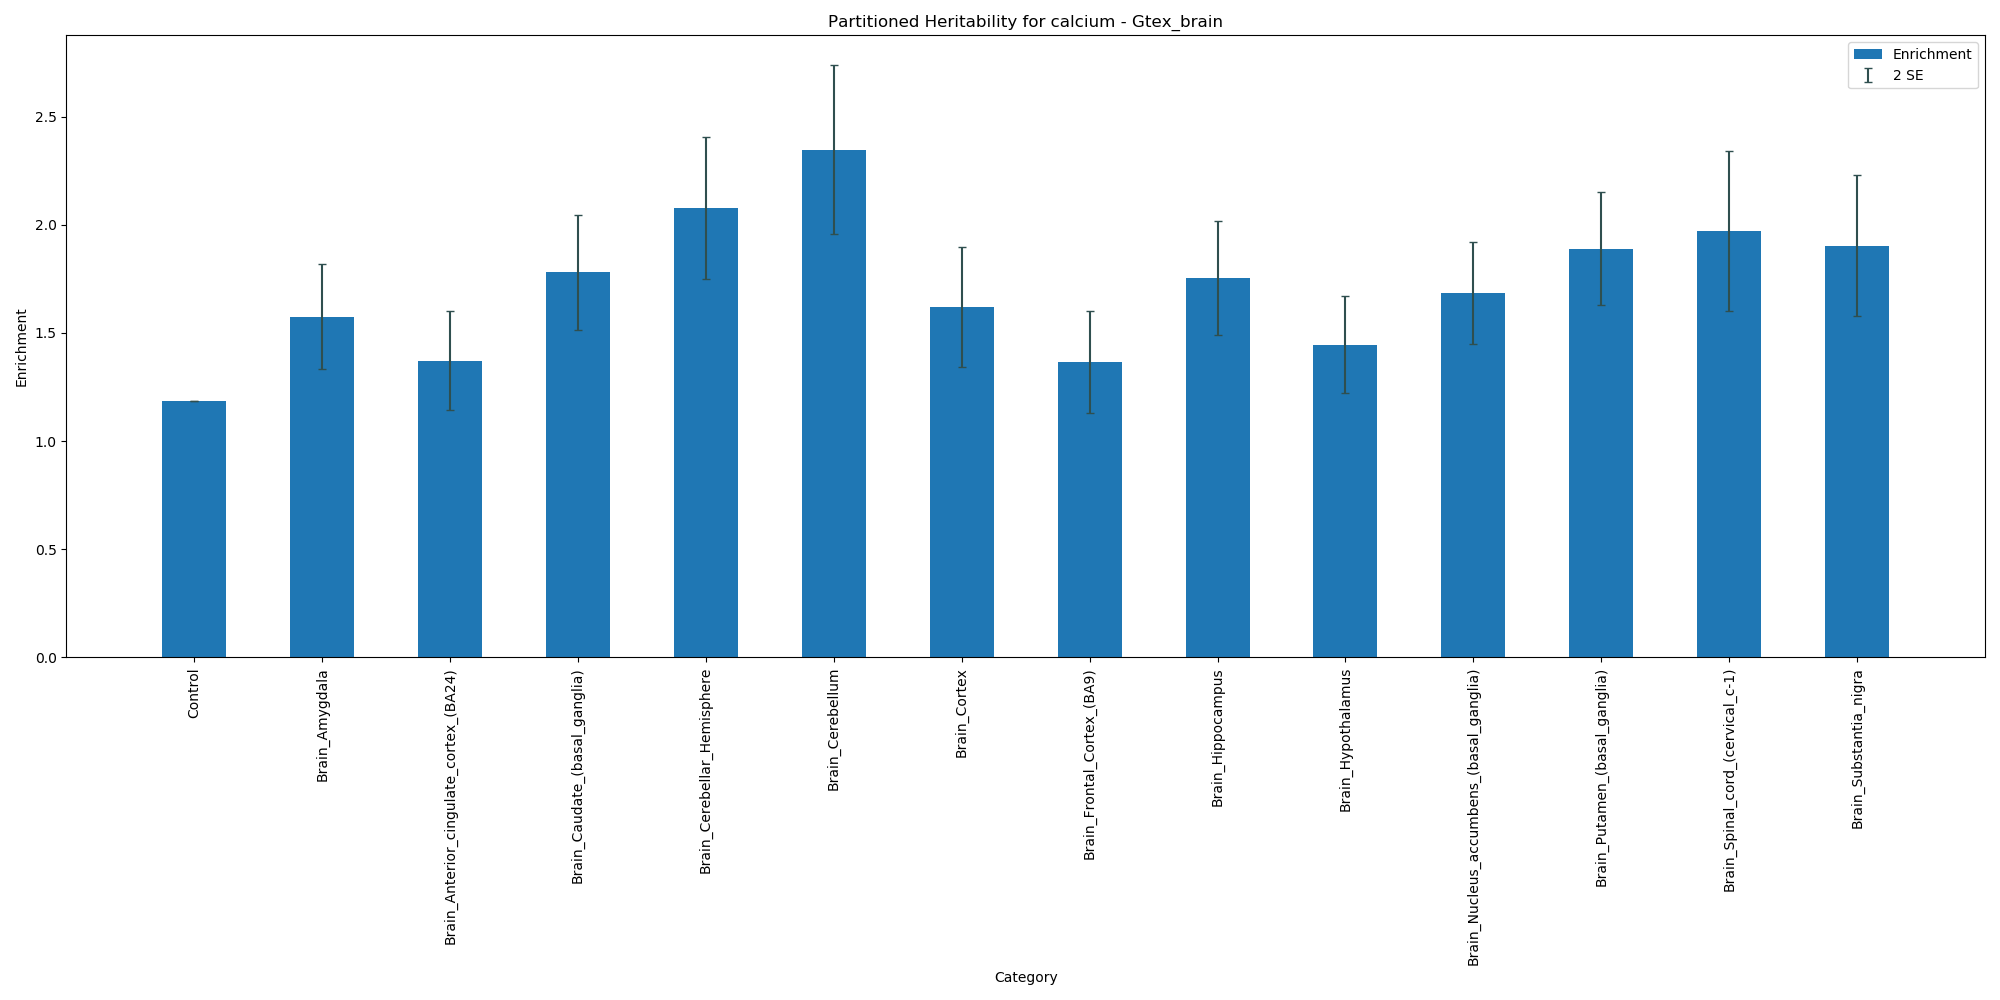 Partitioned Heritability for calcium - Gtex_brain
Enrichment
2 SE
2.5
2.0
1.5
1.0
0.5
0.0
Enrichment
Control
Brain_Amygdala
Brain_Anterior_cingulate_cortex_(BA24)
Brain_Caudate_(basal_ganglia)
Brain_Cerebellar_Hemisphere
Brain_Cerebellum
Brain_Cortex
Brain_Frontal_Cortex_(BA9)
Brain_Hippocampus
Brain_Hypothalamus
Brain_Nucleus_accumbens_(basal_ganglia)
Brain_Putamen_(basal_ganglia)
Brain_Spinal_cord_(cervical_c-1)
Brain_Substantia_nigra
Category